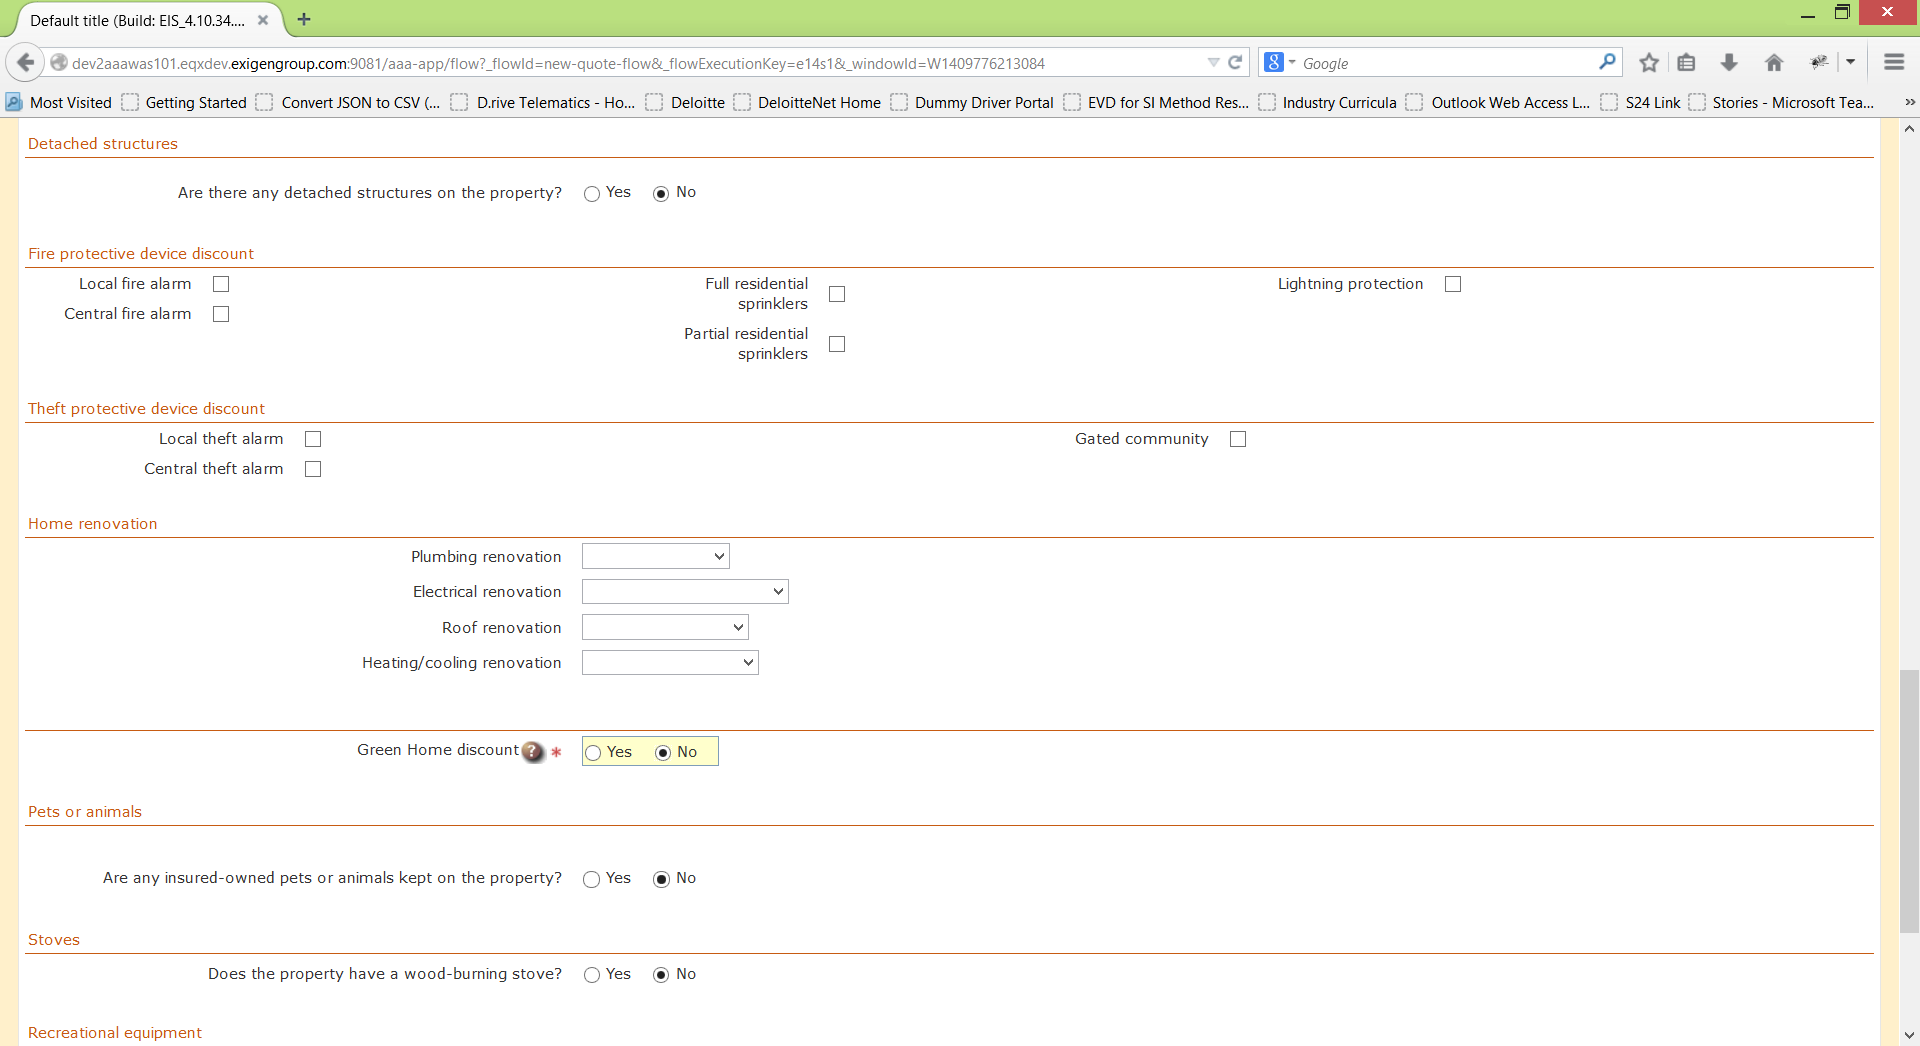 Default title (Build: EIS_4.10.34....
dev2aaawas101.eqxdev.exigengroup.com:9081/aaa-app/flow?_flowId=new-quote-flow&_flowExecutionKey=e14s1&_windowId=W1409776213084
Google
Most Visited Getting Started Convert JSON to CSV (... D.rive Telematics - Ho... Deloitte DeloitteNet Home Dummy Driver Portal EVD for SI Method Res... Industry Curricula Outlook Web Access L... S24 Link Stories - Microsoft Tea...
Detached structures
Are there any detached structures on the property? Yes No
Fire protective device discount
Local fire alarm
Central fire alarm
Full residential
sprinklers
Partial residential
sprinklers
Lightning protection
Theft protective device discount
Local theft alarm
Central theft alarm
Gated community
Home renovation
Plumbing renovation
Electrical renovation
Roof renovation
Heating/cooling renovation
Green Home discount ? * Yes No
Pets or animals
Are any insured-owned pets or animals kept on the property? Yes No
Stoves
Does the property have a wood-burning stove? Yes No
Recreational equipment